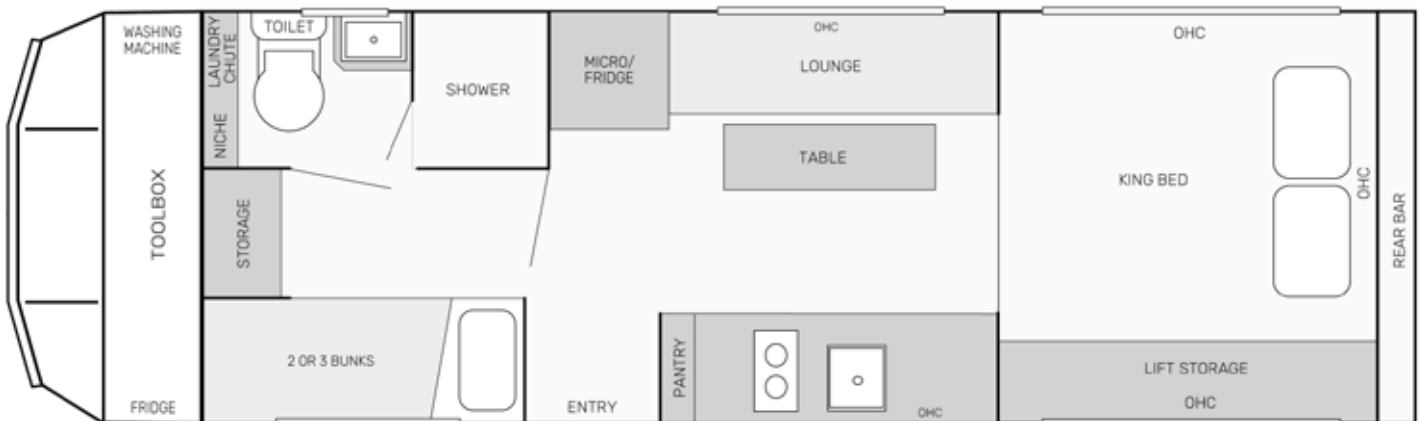 WASHING
MACHINE
TOOLBOX
FRIDGE
LAUNDRY
CHUTE
NICHE
TOILET
SHOWER
STORAGE
2 OR 3 BUNKS
MICRO/
FRIDGE
OHC
LOUNGE
TABLE
ENTRY
PANTRY
OHC
OHC
KING BED
OHC
LIFT STORAGE
OHC
REAR BAR